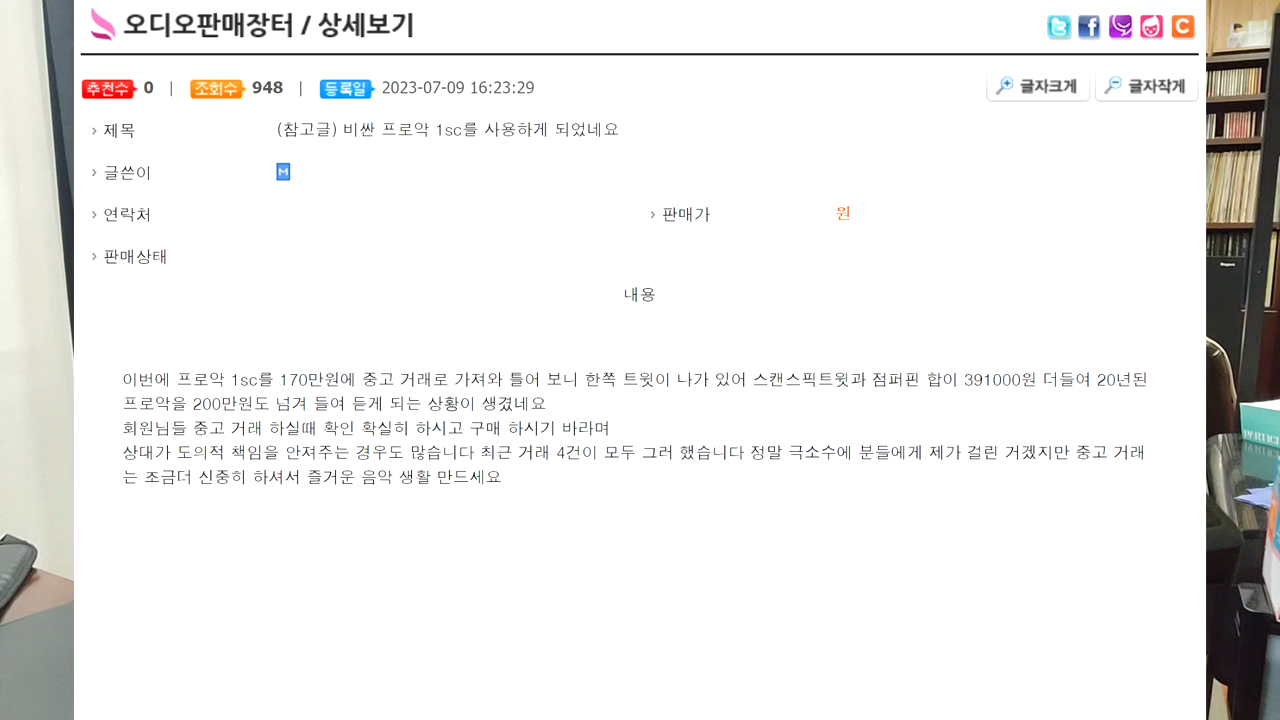 오디오판매장터 / 상세보기
추천수 0 | 조회수 948 | 등록일 2023-07-09 16:23:29
글자크게 글자작게
제목 (참고글) 비싼 프로악 1sc를 사용하게 되었네요
글쓴이 M
연락처 판매가 원
판매상태
내용
이번에 프로악 1sc를 170만원에 중고 거래로 가져와 틀어 보니 한쪽 트윗이 나가 있어 스캔스픽트윗과 점퍼핀 합이 391000원 더들여 20년된
프로악을 200만원도 넘겨 들여 듣게 되는 상황이 생겼네요
회원님들 중고 거래 하실때 확인 확실히 하시고 구매 하시기 바라며
상대가 도의적 책임을 안져주는 경우도 많습니다 최근 거래 4건이 모두 그러 했습니다 정말 극소수에 분들에게 제가 걸린 거겠지만 중고 거래
는 조금더 신중히 하셔서 즐거운 음악 생활 만드세요